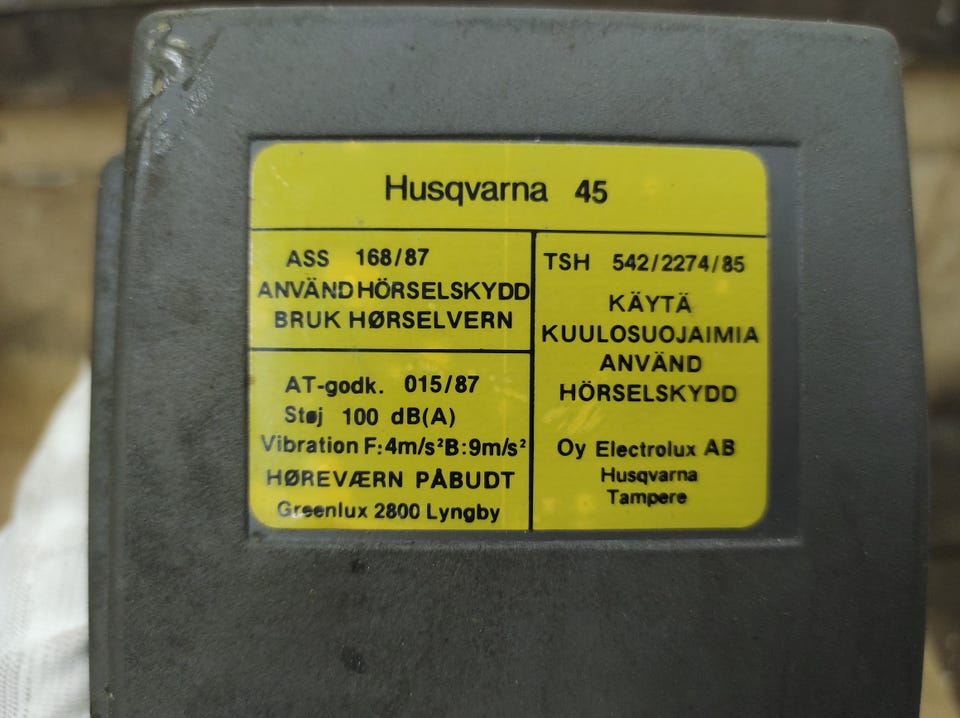 Husqvarna 45
ASS 168/87
ANVÄND HÖRSELSKYDD
BRUK HØRSELVERN
AT-godk. 015/87
Støj 100 dB(A)
Vibration F:4m/s² B:9m/s²
HØREVÆRN PÅBUDT
Greenlux 2800 Lyngby
TSH 542/2274/85
KÄYTÄ
KUULOSUOJAIMIA
ANVÄND
HÖRSELSKYDD
Oy Electrolux AB
Husqvarna
Tampere